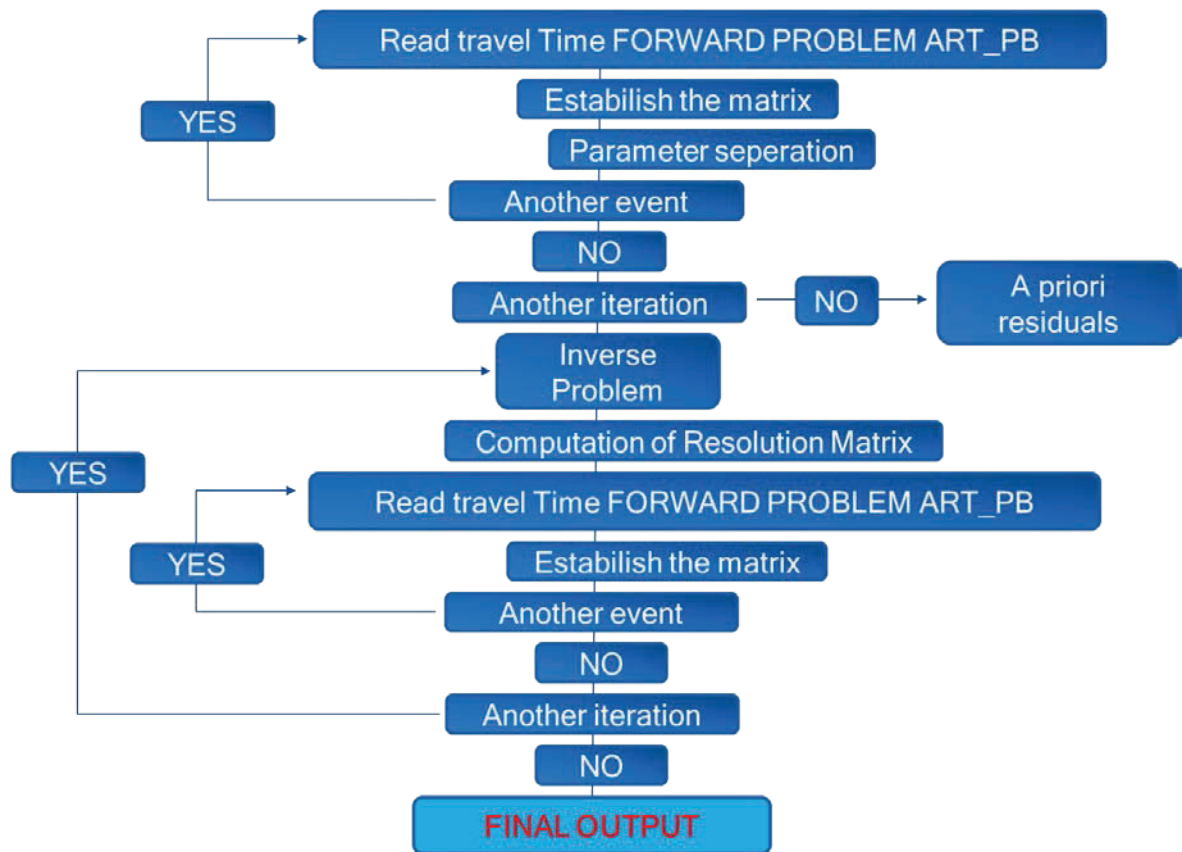 Read travel Time FORWARD PROBLEM ART_PB
Estabilish the matrix
YES
Parameter seperation
Another event
NO
Another iteration
NO
A priori
residuals
Inverse
Problem
Computation of Resolution Matrix
YES
Read travel Time FORWARD PROBLEM ART_PB
Estabilish the matrix
YES
Another event
NO
Another iteration
NO
FINAL OUTPUT